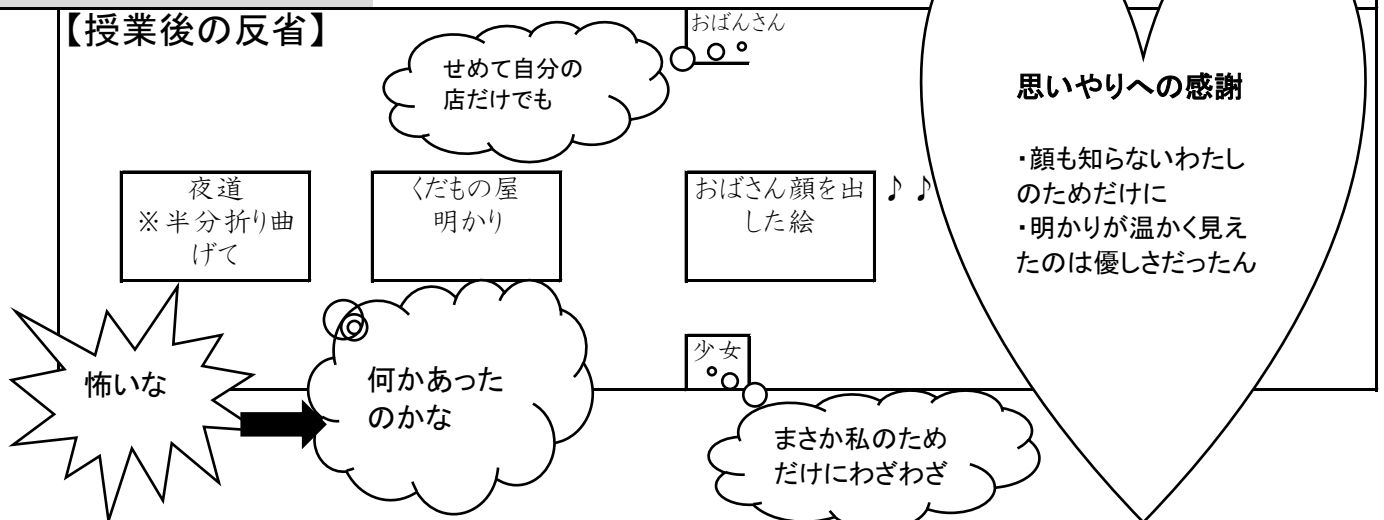 【授業後の反省】
おばんさん
せめて自分の
店だけでも
思いやりへの感謝
・顔も知らないわたし
のためだけに
・明かりが温かく見え
たのは優しさだったん
夜道
※半分折り曲
げて
くだもの屋
明かり
おばさん顔を出
した絵
♪♪
怖いな
何かあった
のかな
少女
まさか私のため
だけにわざわざ